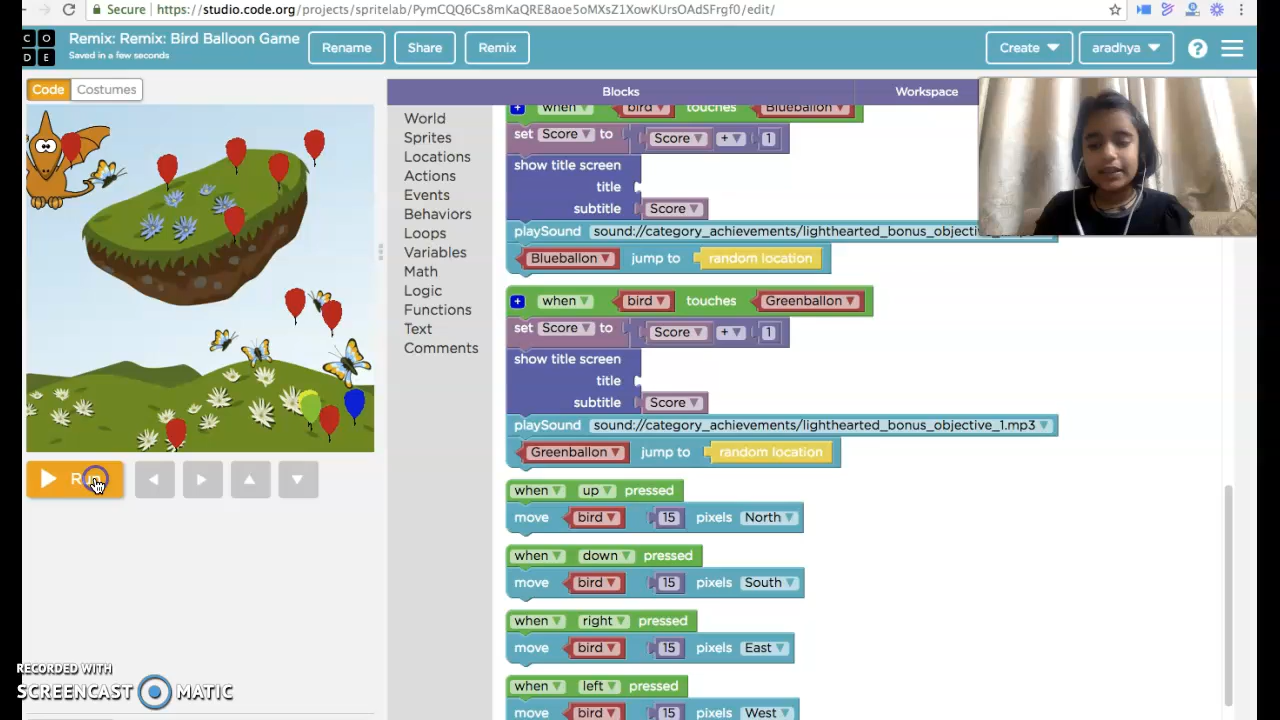 Secure https://studio.code.org/projects/spritelab/PymCQQ6Cs8mKaQRE8aoeSoMXsZ1XowKUrsOAdSFrgf0/edit/
C O D E
Remix: Remix: Bird Balloon Game
Saved in a few seconds
Rename
Share
Remix
Create
aradhya
?
Code
Costumes
Blocks
Workspace
World
Sprites
Locations
Actions
Events
Behaviors
Loops
Variables
Math
Logic
Functions
Text
Comments
when bird touches Blueballon
set Score to Score + 1
show title screen
title
subtitle Score
playSound sound://category_achievements/lighthearted_bonus_objective_1.mp3
Blueballon jump to random location
when bird touches Greenballon
set Score to Score + 1
show title screen
title
subtitle Score
playSound sound://category_achievements/lighthearted_bonus_objective_1.mp3
Greenballon jump to random location
when up pressed
move bird 15 pixels North
when down pressed
move bird 15 pixels South
when right pressed
move bird 15 pixels East
when left pressed
move bird 15 pixels West
Run
RECORDED WITH
SCREENCAST MATIC